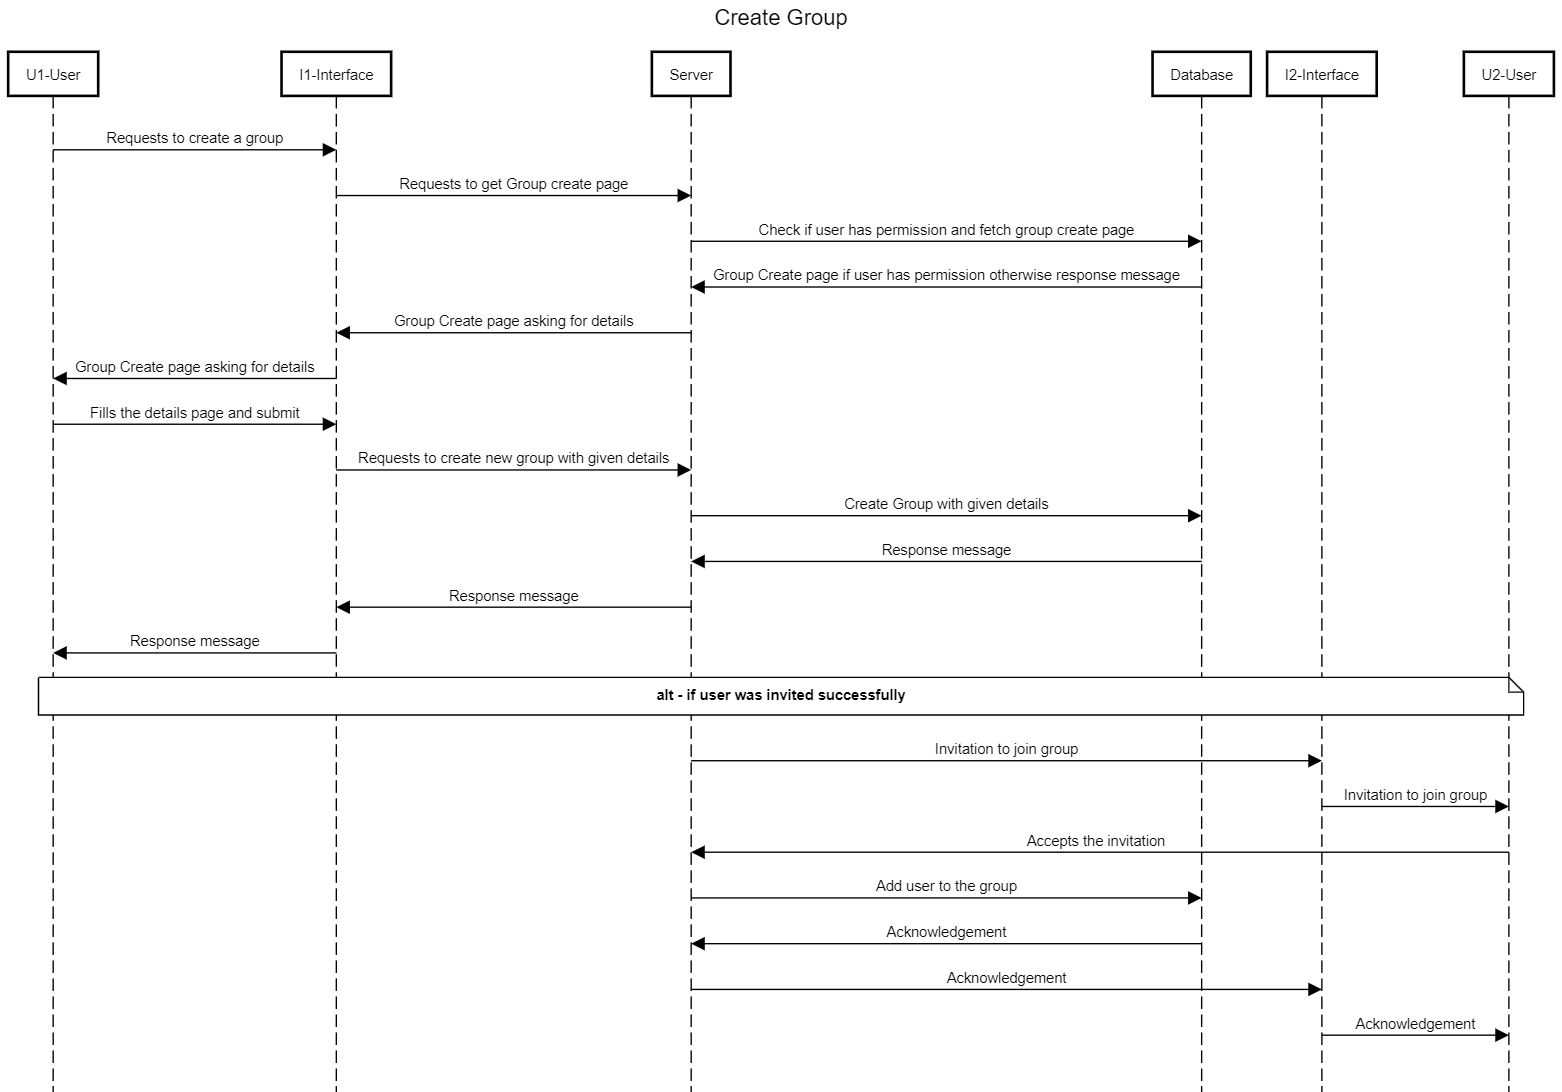 Create Group
U1-User
I1-Interface
Server
Database
I2-Interface
U2-User
Requests to create a group
Requests to get Group create page
Check if user has permission and fetch group create page
Group Create page if user has permission otherwise response message
Group Create page asking for details
Group Create page asking for details
Fills the details page and submit
Requests to create new group with given details
Create Group with given details
Response message
Response message
Response message
alt - if user was invited successfully
Invitation to join group
Invitation to join group
Accepts the invitation
Add user to the group
Acknowledgement
Acknowledgement
Acknowledgement